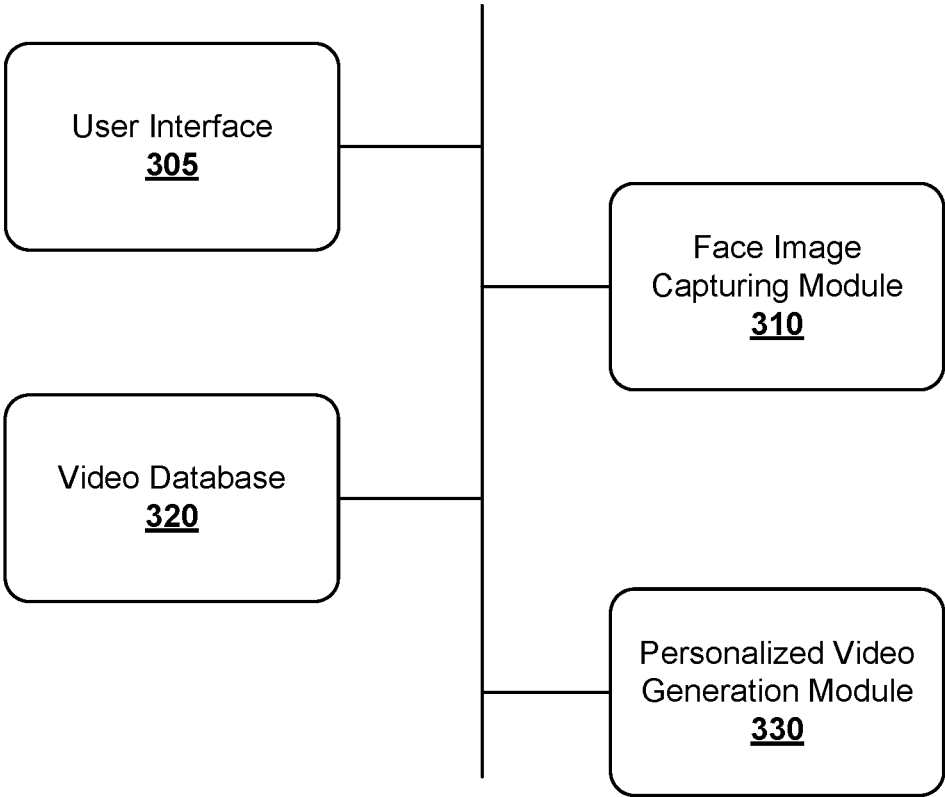 User Interface
305
Face Image
Capturing Module
310
Video Database
320
Personalized Video
Generation Module
330